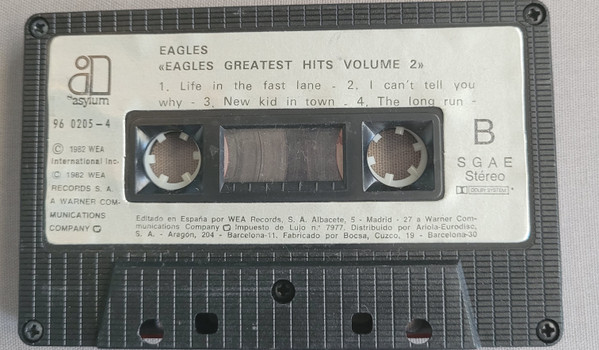 EAGLES
«EAGLES GREATEST HITS VOLUME 2»
1. Life in the fast lane - 2. I can't tell you
why - 3. New kid in town - 4. The long run -
asylum
96 0205-4
© 1982 WEA
International Inc.
© 1982 WEA
RECORDS S. A.
A WARNER COM-
MUNICATIONS
COMPANY
B
SGAE
Stéreo
DOLBY SYSTEM
Editado en España por WEA Records, S. A. Albacete, 5 - Madrid - 27 a Warner Com-
munications Company Impuesto de Lujo n.º 7977. Distribuido por Ariola-Eurodisc,
S. A. - Aragón, 204 - Barcelona-11. Fabricado por Bocsa, Cuzco, 19 - Barcelona-30